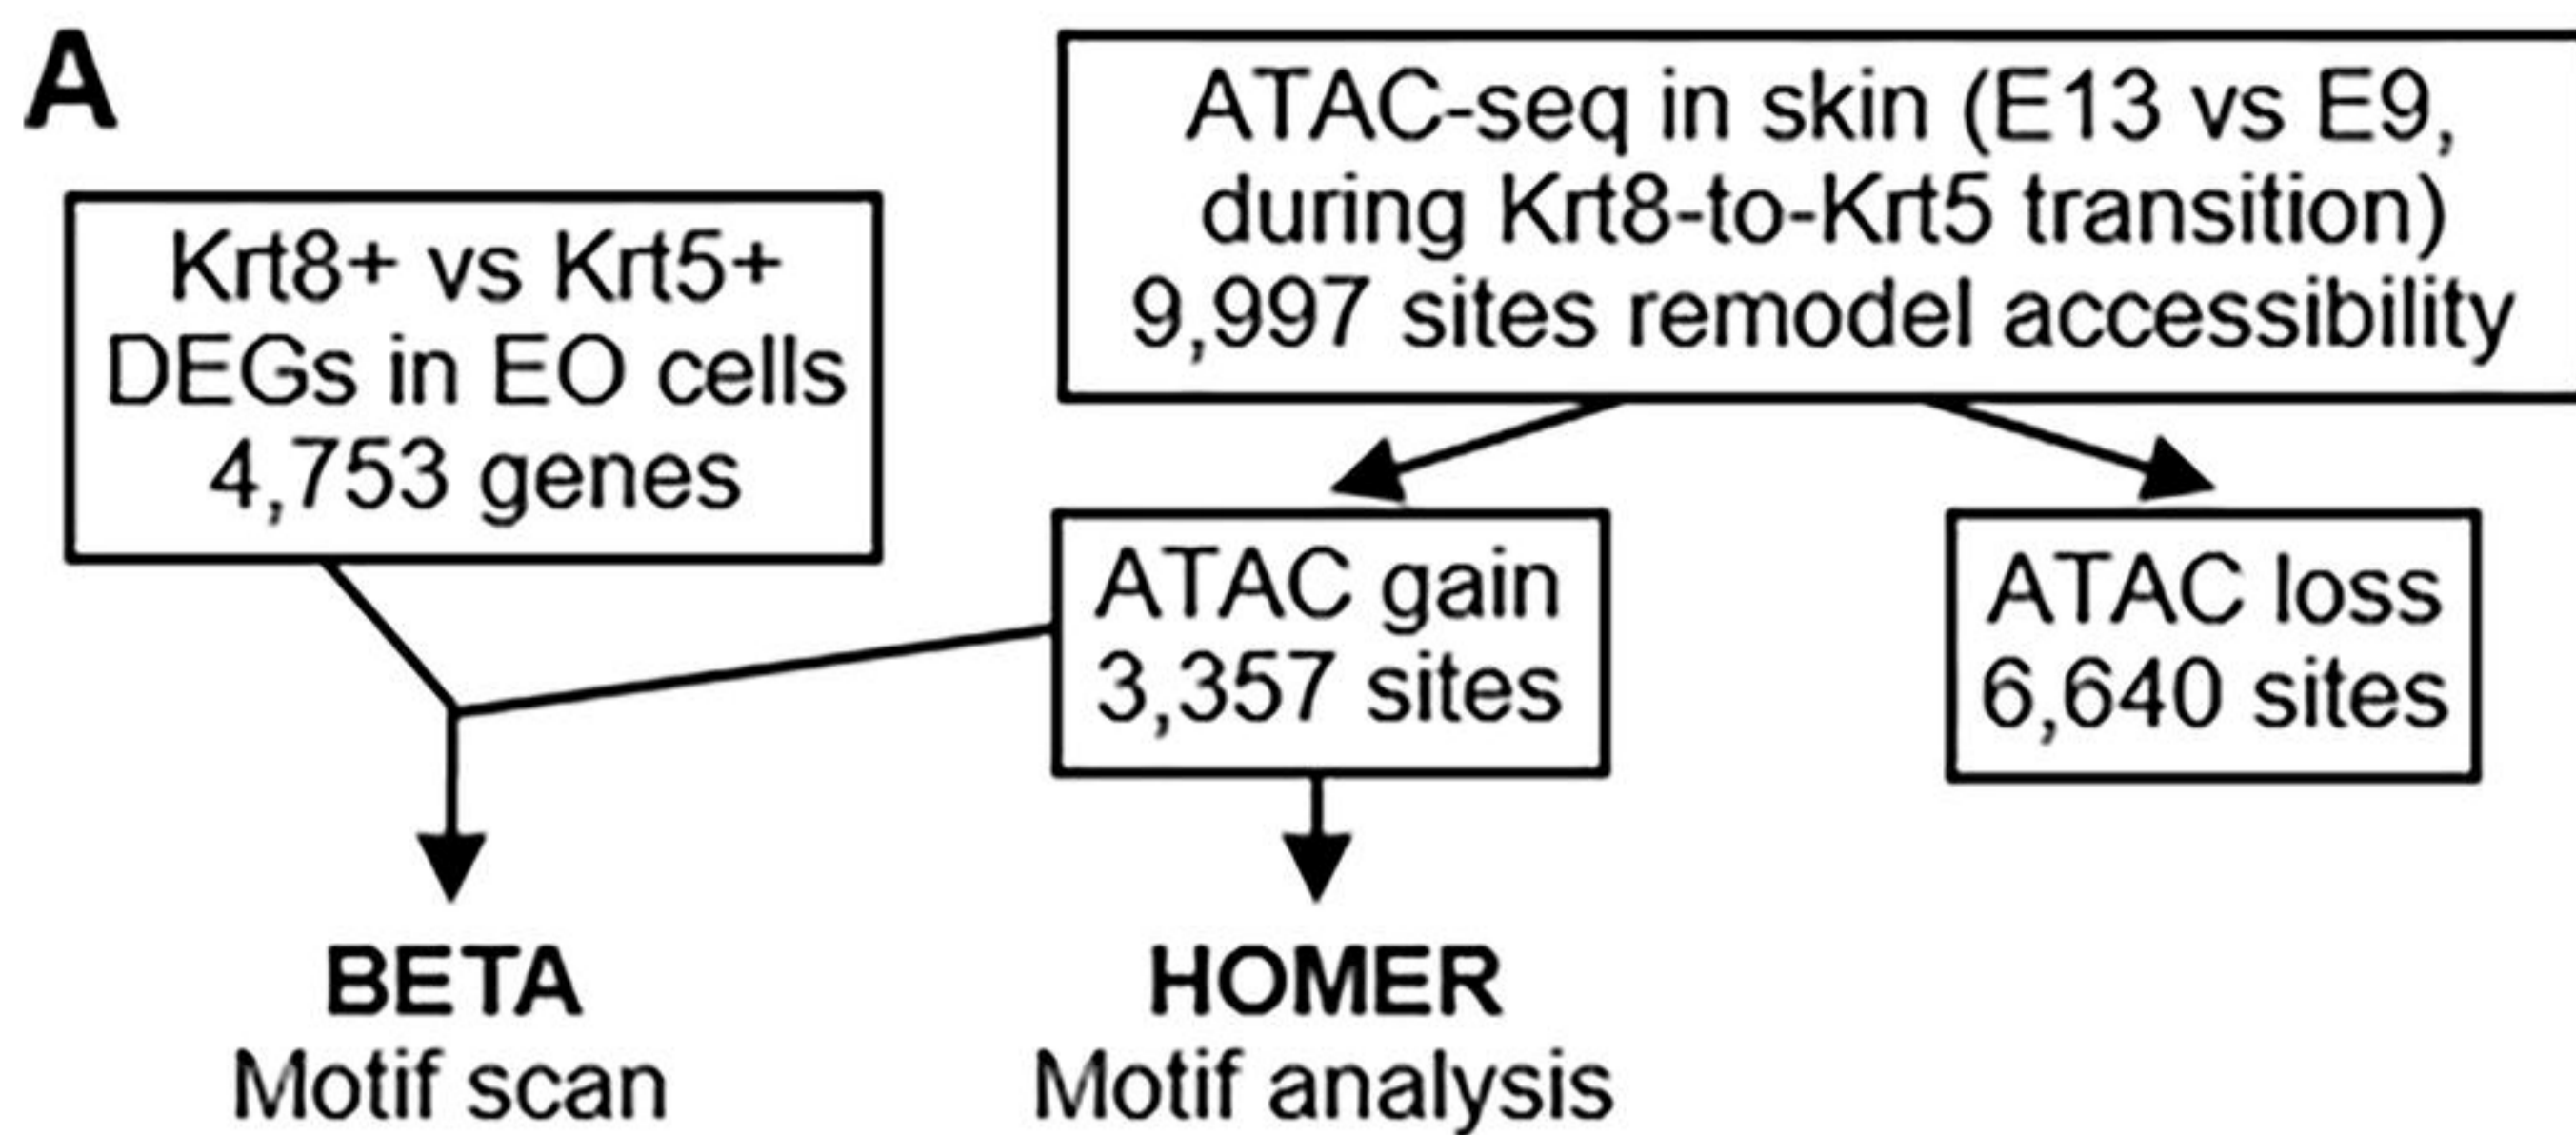 A
Krt8+ vs Krt5+
DEGs in EO cells
4,753 genes
ATAC-seq in skin (E13 vs E9,
during Krt8-to-Krt5 transition)
9,997 sites remodel accessibility
ATAC gain
3,357 sites
ATAC loss
6,640 sites
BETA
Motif scan
HOMER
Motif analysis